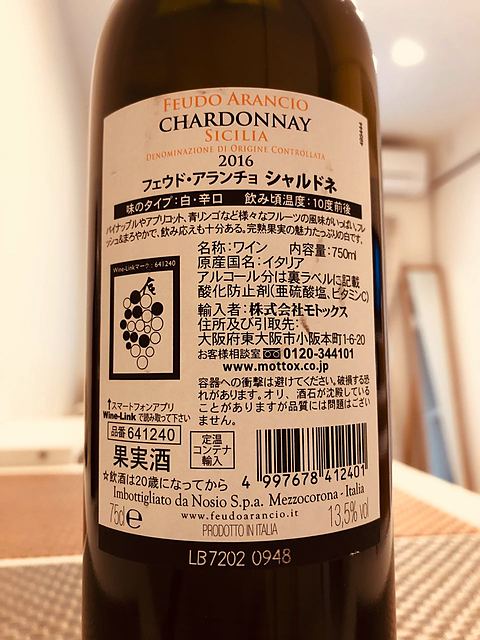 FEUDO ARANCIO
CHARDONNAY
SICILIA
DENOMINAZIONE DI ORIGINE CONTROLLATA
2016
フェウド・アランチョ シャルドネ
味のタイプ:白・辛口 飲み頃温度:10度前後
パイナップルやアプリコット、青リンゴなど様々なフルーツの風味がいっぱい。フレ
ッシュ&まろやかで、飲み応えも十分ある。完熟果実の魅力たっぷりの白です。
名称:ワイン 内容量:750ml
原産国名:イタリア
アルコール分は裏ラベルに記載
酸化防止剤(亜硫酸塩、ビタミンC)
輸入者:株式会社モトックス
住所及び引取先:
大阪府東大阪市小阪本町1-6-20
お客様相談室 0120-344101
www.mottox.co.jp
Wine-Linkマーク:641240
容器への衝撃は避けてください。破損する恐
れがあります。オリ、酒石が沈殿している
ことがありますが品質には問題はござい
ません。
↑スマートフォンアプリ
Wine-Linkで読み取って下さい
品番 641240
定温
コンテナ
輸入
果実酒
☆飲酒は20歳になってから
4 997678 412401
Imbottigliato da Nosio S.p.a. Mezzocorona - Italia
www.feudoarancio.it
75cl e 13,5% vol
PRODOTTO IN ITALIA
LB7202 0948